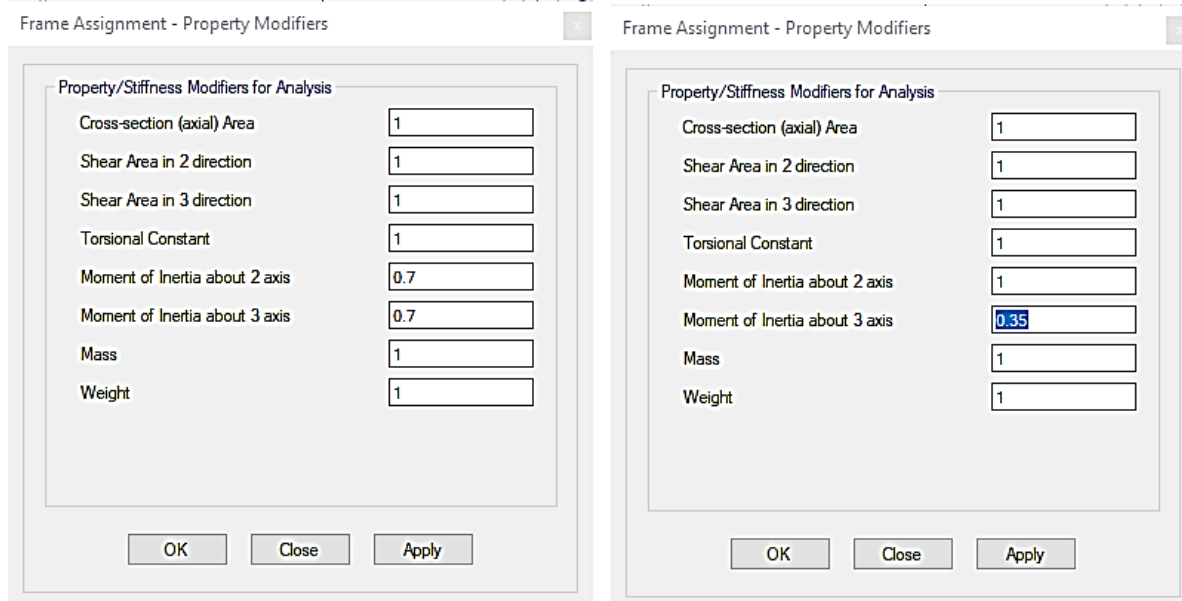 Frame Assignment - Property Modifiers
x
Property/Stiffness Modifiers for Analysis
Cross-section (axial) Area 1
Shear Area in 2 direction 1
Shear Area in 3 direction 1
Torsional Constant 1
Moment of Inertia about 2 axis 0.7
Moment of Inertia about 3 axis 0.7
Mass 1
Weight 1
OK Close Apply
Frame Assignment - Property Modifiers
Property/Stiffness Modifiers for Analysis
Cross-section (axial) Area 1
Shear Area in 2 direction 1
Shear Area in 3 direction 1
Torsional Constant 1
Moment of Inertia about 2 axis 1
Moment of Inertia about 3 axis 0.35
Mass 1
Weight 1
OK Close Apply